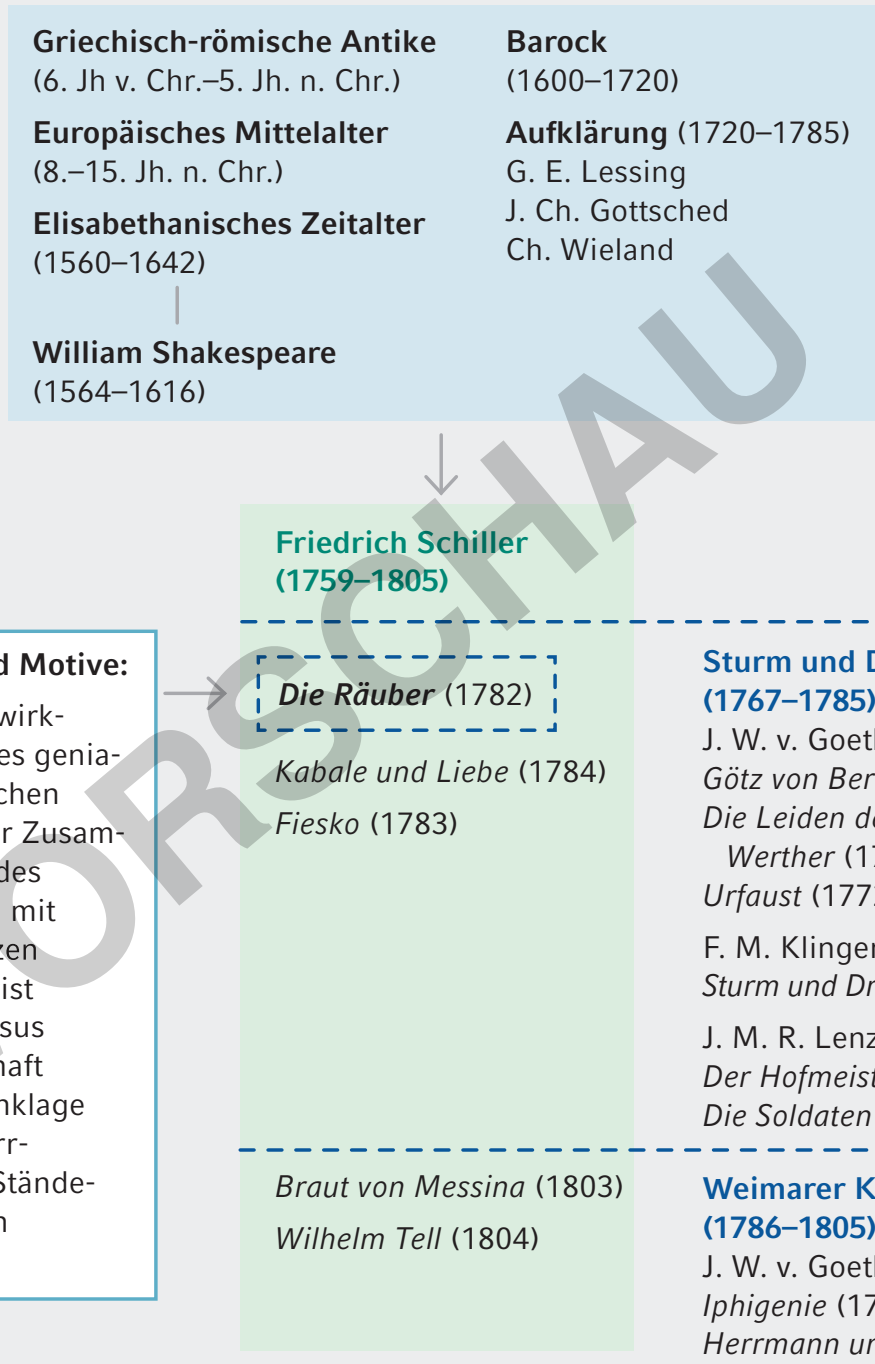 Griechisch-römische Antike
(6. Jh v. Chr.–5. Jh. n. Chr.)
Europäisches Mittelalter
(8.–15. Jh. n. Chr.)
Elisabethanisches Zeitalter
(1560–1642)
William Shakespeare
(1564–1616)
Barock
(1600–1720)
Aufklärung (1720–1785)
G. E. Lessing
J. Ch. Gottsched
Ch. Wieland
Friedrich Schiller
(1759–1805)
Die Räuber (1782)
Kabale und Liebe (1784)
Fiesko (1783)
Braut von Messina (1803)
Wilhelm Tell (1804)
Motive:
wirk-
es genia-
chen
r Zusam-
des
mit
zen
ist
sus
haft
nklage
rr-
Stände-
n
Sturm und D
(1767–1785)
J. W. v. Goet
Götz von Ber
Die Leiden d
Werther (17
Urfaust (177
F. M. Klinger
Sturm und Dr
J. M. R. Lenz
Der Hofmeist
Die Soldaten
Weimarer K
(1786–1805)
J. W. v. Goet
Iphigenie (17
Herrmann u
ORSCHAU